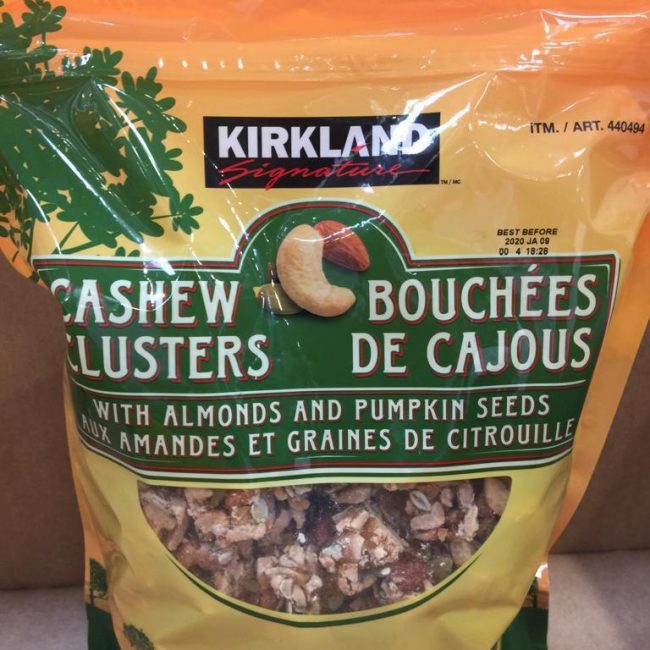 KIRKLAND
Signature
TM/MC
ITM. / ART. 440494
BEST BEFORE
2020 JA 09
00 4 18:28
CASHEW
CLUSTERS
BOUCHÉES
DE CAJOUS
WITH ALMONDS AND PUMPKIN SEEDS
AUX AMANDES ET GRAINES DE CITROUILLE